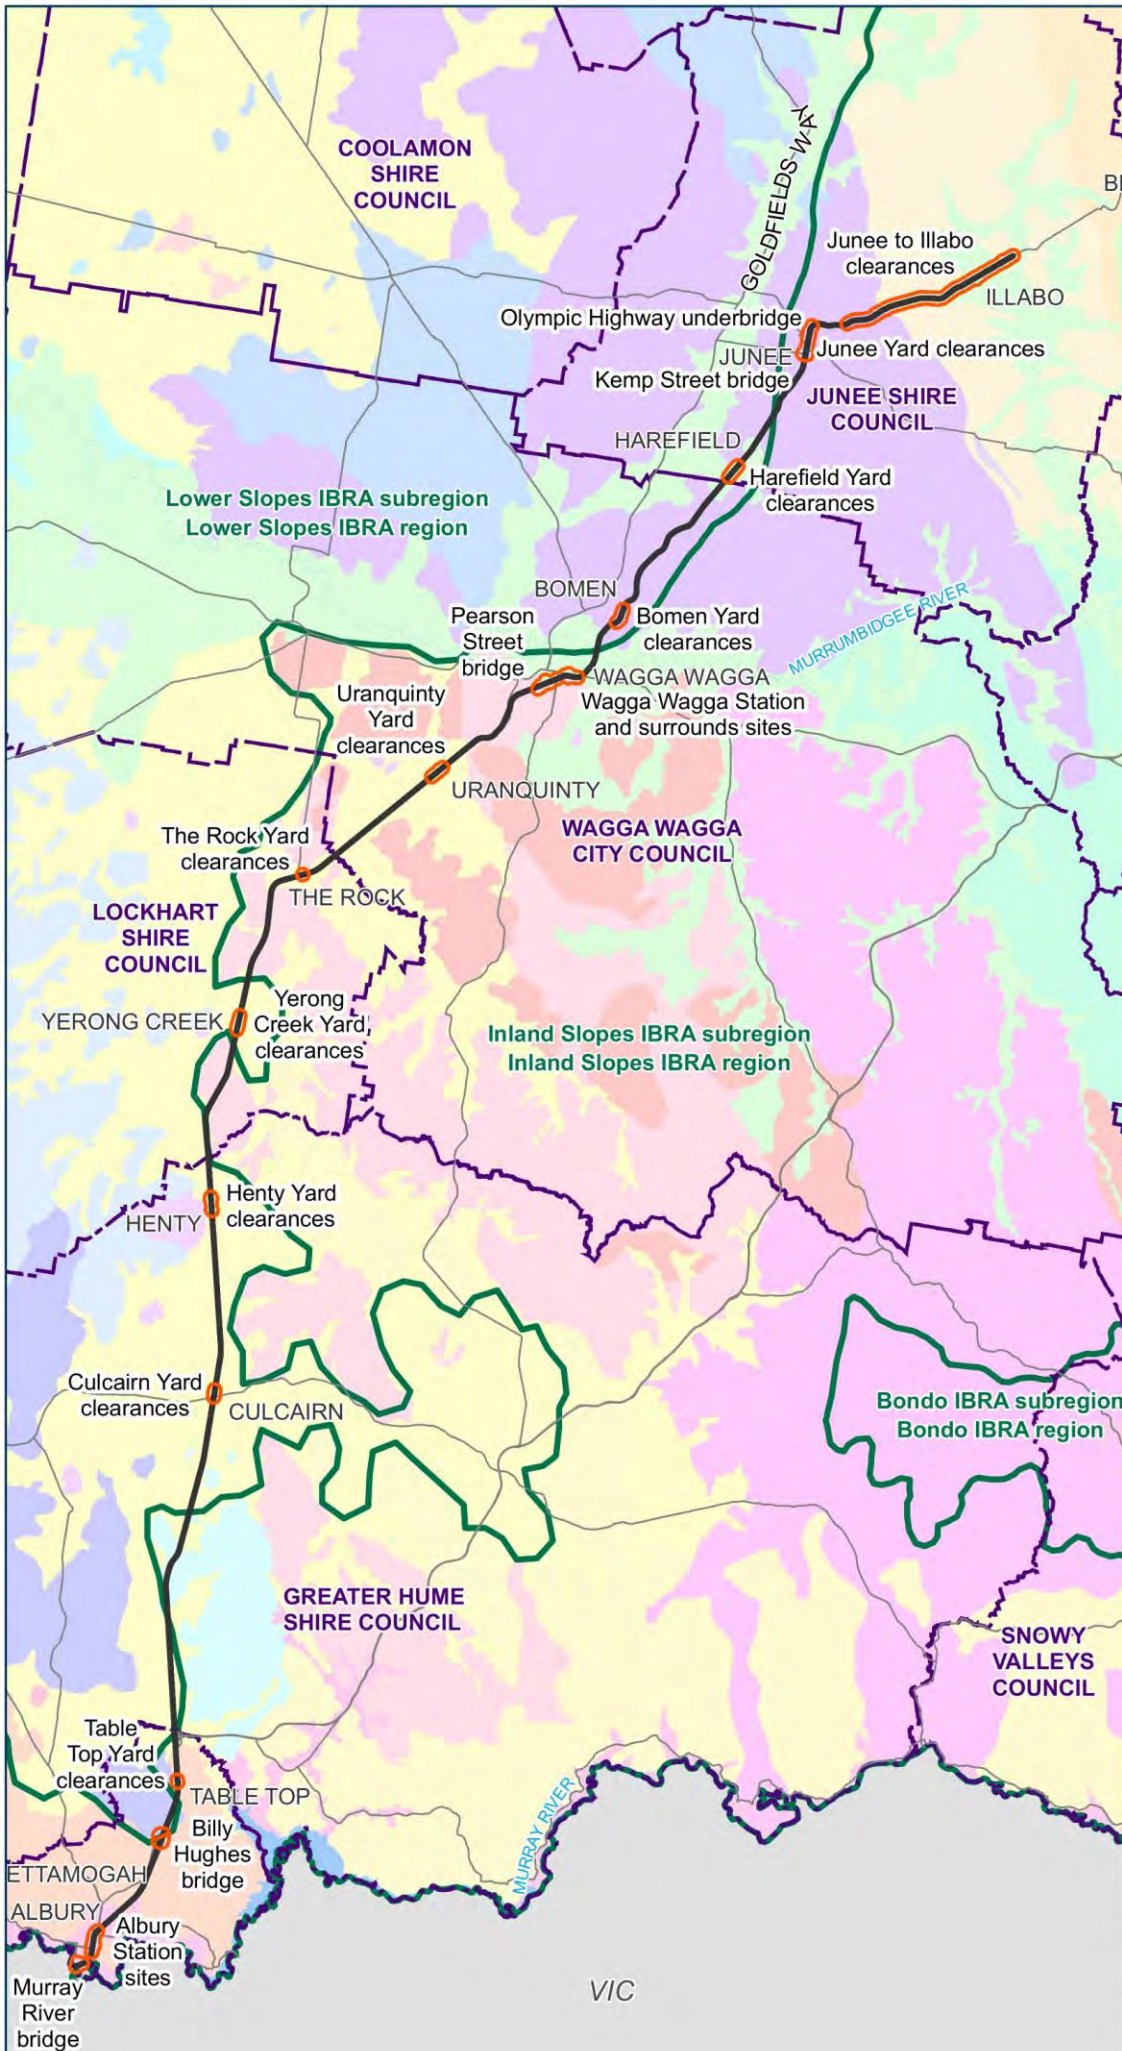 COOLAMON
SHIRE
COUNCIL
GOLDFIELDS WAY
Junee to Illabo
clearances
ILLABO
Olympic Highway underbridge
JUNEE
Junee Yard clearances
Kemp Street bridge
JUNEE SHIRE
COUNCIL
HAREFIELD
Harefield Yard
clearances
Lower Slopes IBRA subregion
Lower Slopes IBRA region
BOMEN
Bomen Yard
clearances
MURRUMBIDGEE RIVER
Pearson
Street
bridge
WAGGA WAGGA
Wagga Wagga Station
and surrounds sites
Uranquinty
Yard
clearances
URANQUINTY
WAGGA WAGGA
CITY COUNCIL
The Rock Yard
clearances
THE ROCK
LOCKHART
SHIRE
COUNCIL
YERONG CREEK
Yerong
Creek Yard
clearances
Inland Slopes IBRA subregion
Inland Slopes IBRA region
Henty Yard
clearances
HENTY
Culcairn Yard
clearances
CULCAIRN
Bondo IBRA subregion
Bondo IBRA region
GREATER HUME
SHIRE COUNCIL
SNOWY
VALLEYS
COUNCIL
Table
Top Yard
clearances
TABLE TOP
Billy
Hughes
bridge
MURRAY RIVER
ETTAMOGAH
ALBURY
Albury
Station
sites
Murray
River
bridge
VIC